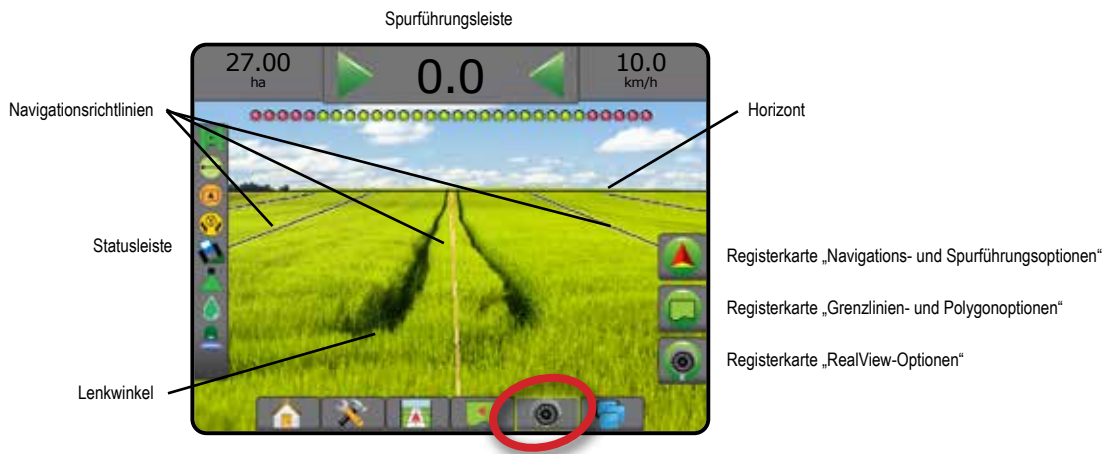 Spurführungsleiste
27.00
ha
0.0
10.0
km/h
Navigationsrichtlinien
Horizont
Statusleiste
Registerkarte „Navigations- und Spurführungsoptionen“
Registerkarte „Grenzlinien- und Polygonoptionen“
Registerkarte „RealView-Optionen“
Lenkwinkel